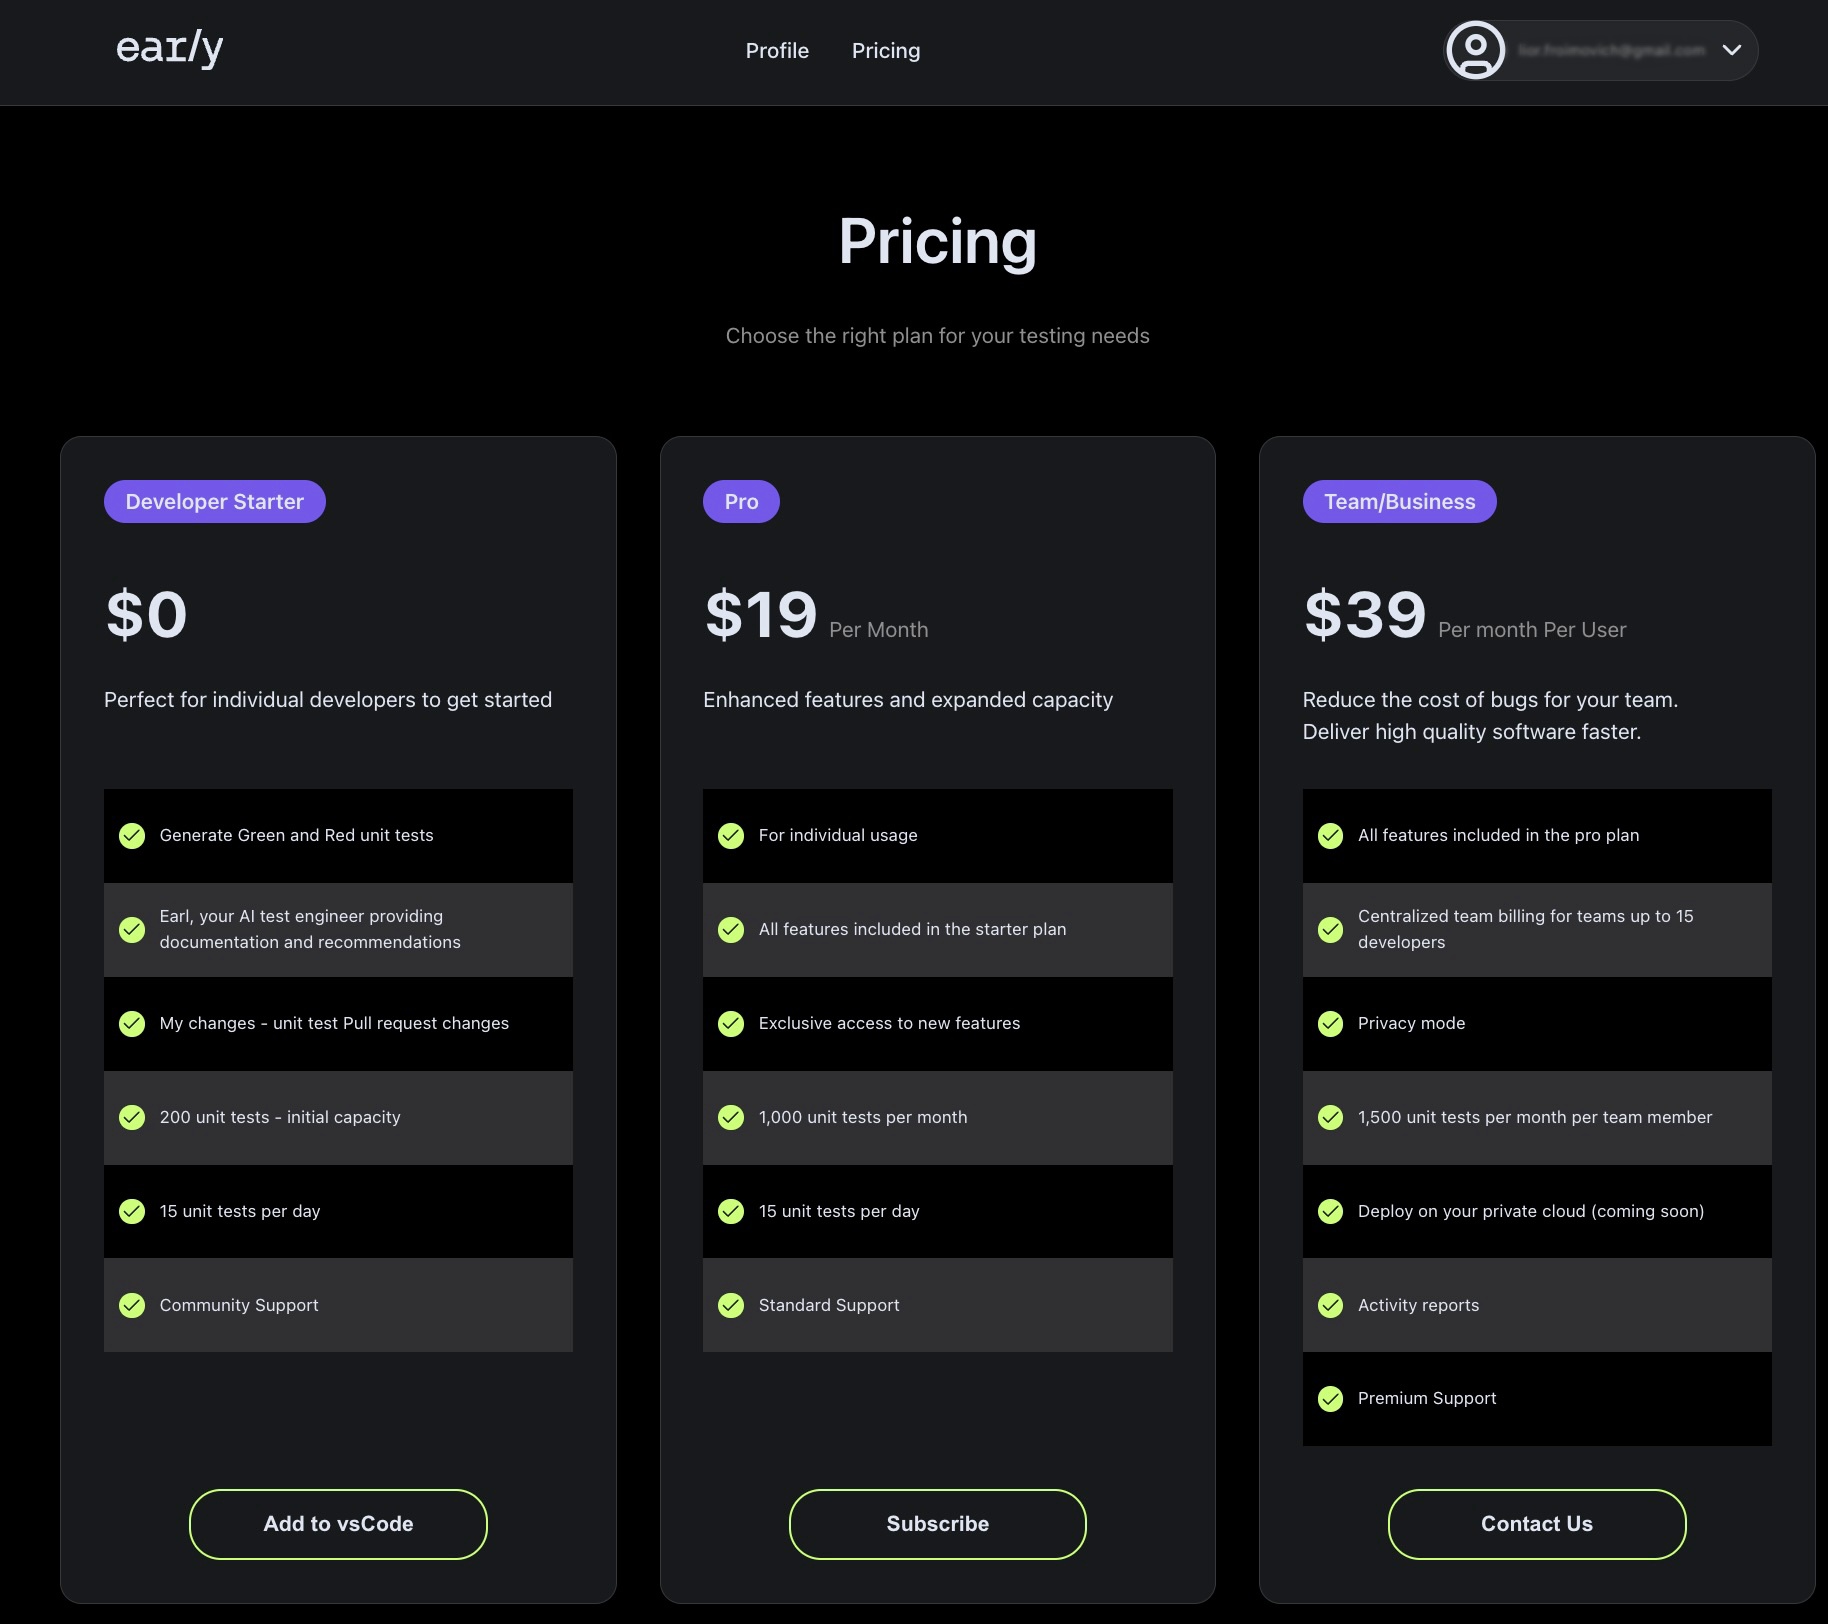 early
Profile
Pricing
Pricing
Choose the right plan for your testing needs
Developer Starter
$0
Perfect for individual developers to get started
Generate Green and Red unit tests
Earl, your AI test engineer providing
documentation and recommendations
My changes - unit test Pull request changes
200 unit tests - initial capacity
15 unit tests per day
Community Support
Add to vsCode
Pro
$19 Per Month
Enhanced features and expanded capacity
For individual usage
All features included in the starter plan
Exclusive access to new features
1,000 unit tests per month
15 unit tests per day
Standard Support
Subscribe
Team/Business
$39 Per month Per User
Reduce the cost of bugs for your team.
Deliver high quality software faster.
All features included in the pro plan
Centralized team billing for teams up to 15
developers
Privacy mode
1,500 unit tests per month per team member
Deploy on your private cloud (coming soon)
Activity reports
Premium Support
Contact Us